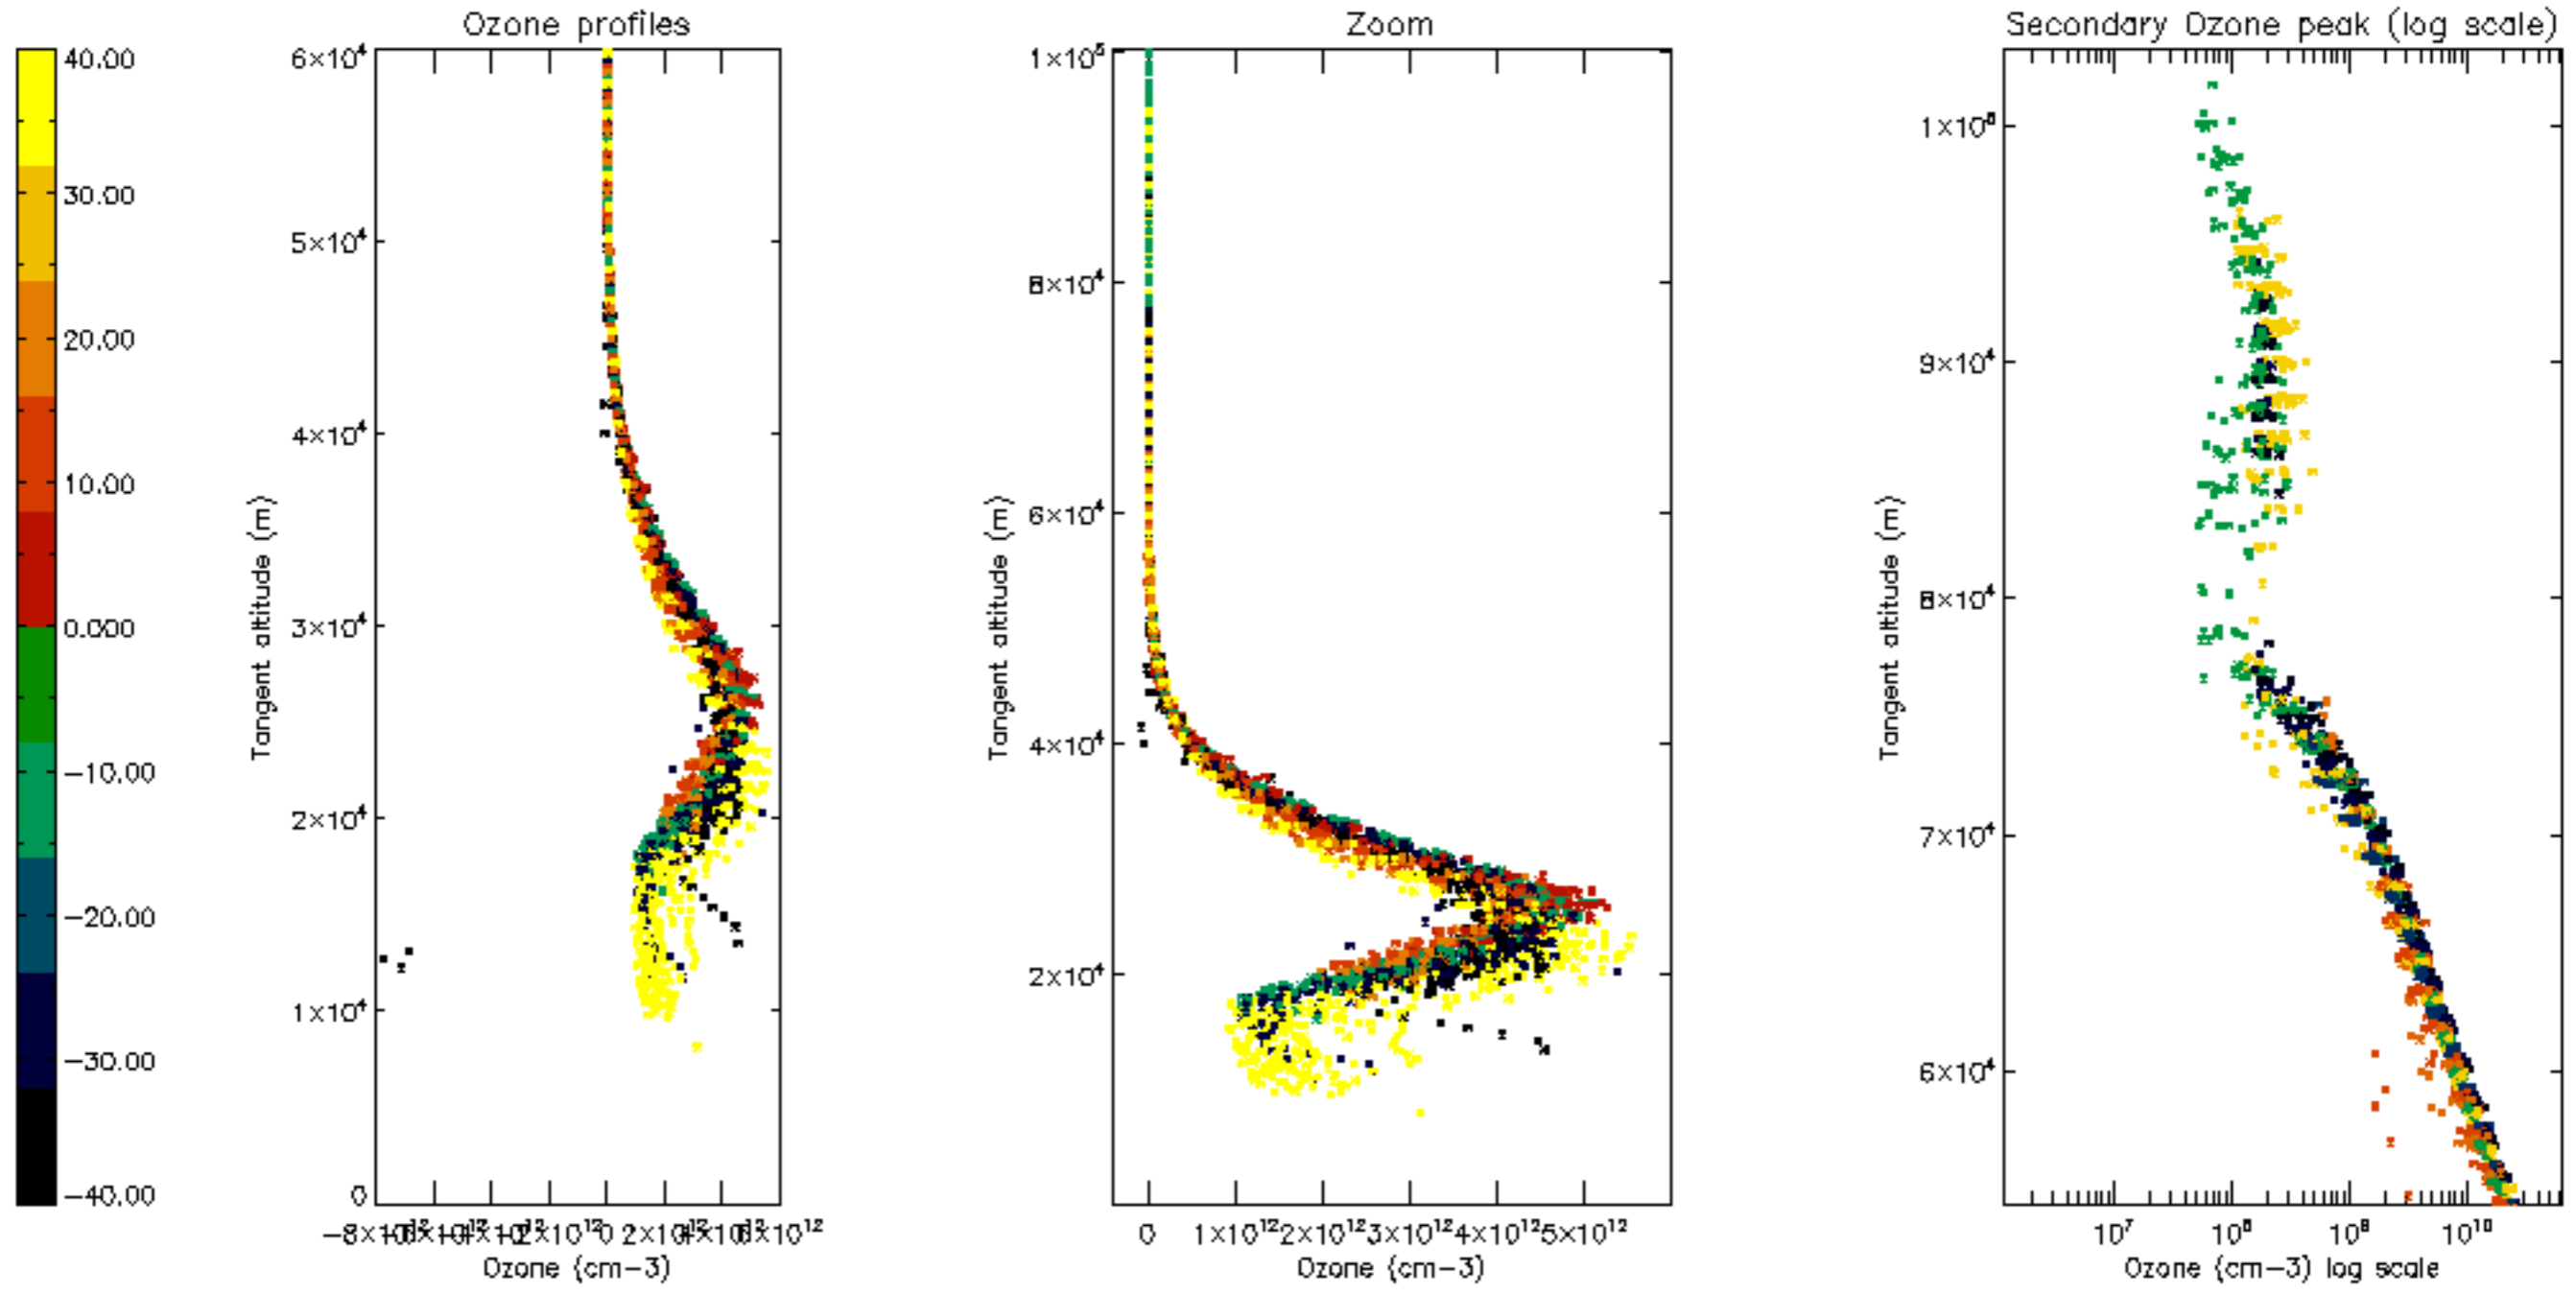 Ozone profiles
Zoom
Secondary Ozone peak (log scale)
40.00
30.00
20.00
10.00
0.000
−10.00
−20.00
−30.00
−40.00
Tangent altitude (m)
6×10⁴
5×10⁴
4×10⁴
3×10⁴
2×10⁴
1×10⁴
0
0
2×10¹²
Ozone (cm−3)
Tangent altitude (m)
1×10⁵
8×10⁴
6×10⁴
4×10⁴
2×10⁴
0 1×10¹² 2×10¹² 3×10¹² 4×10¹² 5×10¹²
Ozone (cm−3)
Tangent altitude (m)
1×10⁵
9×10⁴
8×10⁴
7×10⁴
6×10⁴
10⁷ 10⁸ 10⁹ 10¹⁰
Ozone (cm−3) log scale